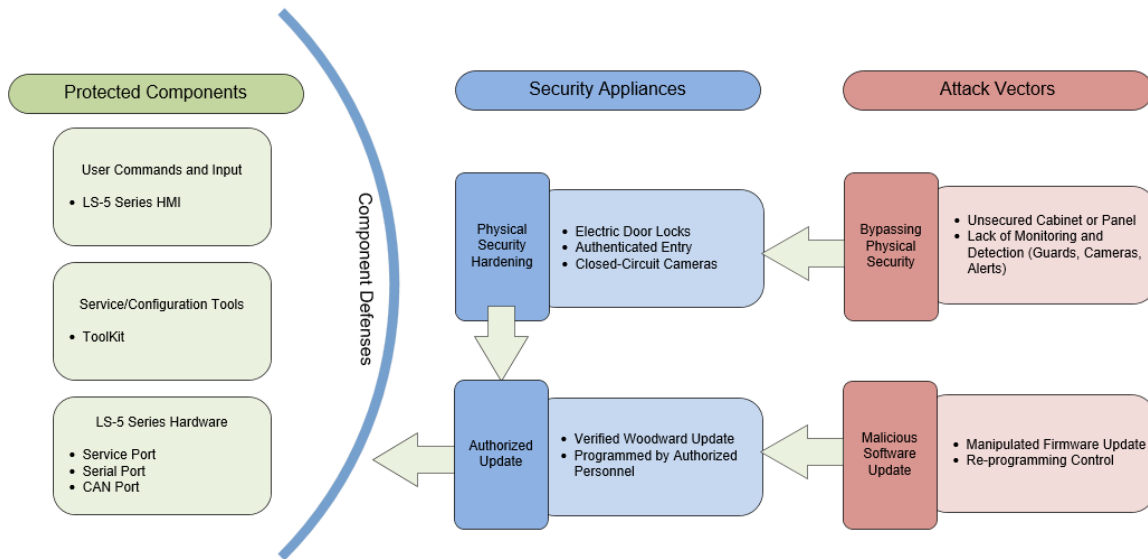 Protected Components
User Commands and Input
• LS-5 Series HMI
Service/Configuration Tools
• ToolKit
LS-5 Series Hardware
• Service Port
• Serial Port
• CAN Port
Component Defenses
Security Appliances
Physical
Security
Hardening
• Electric Door Locks
• Authenticated Entry
• Closed-Circuit Cameras
Authorized
Update
• Verified Woodward Update
• Programmed by Authorized
Personnel
Attack Vectors
Bypassing
Physical
Security
• Unsecured Cabinet or Panel
• Lack of Monitoring and
Detection (Guards, Cameras,
Alerts)
Malicious
Software
Update
• Manipulated Firmware Update
• Re-programming Control